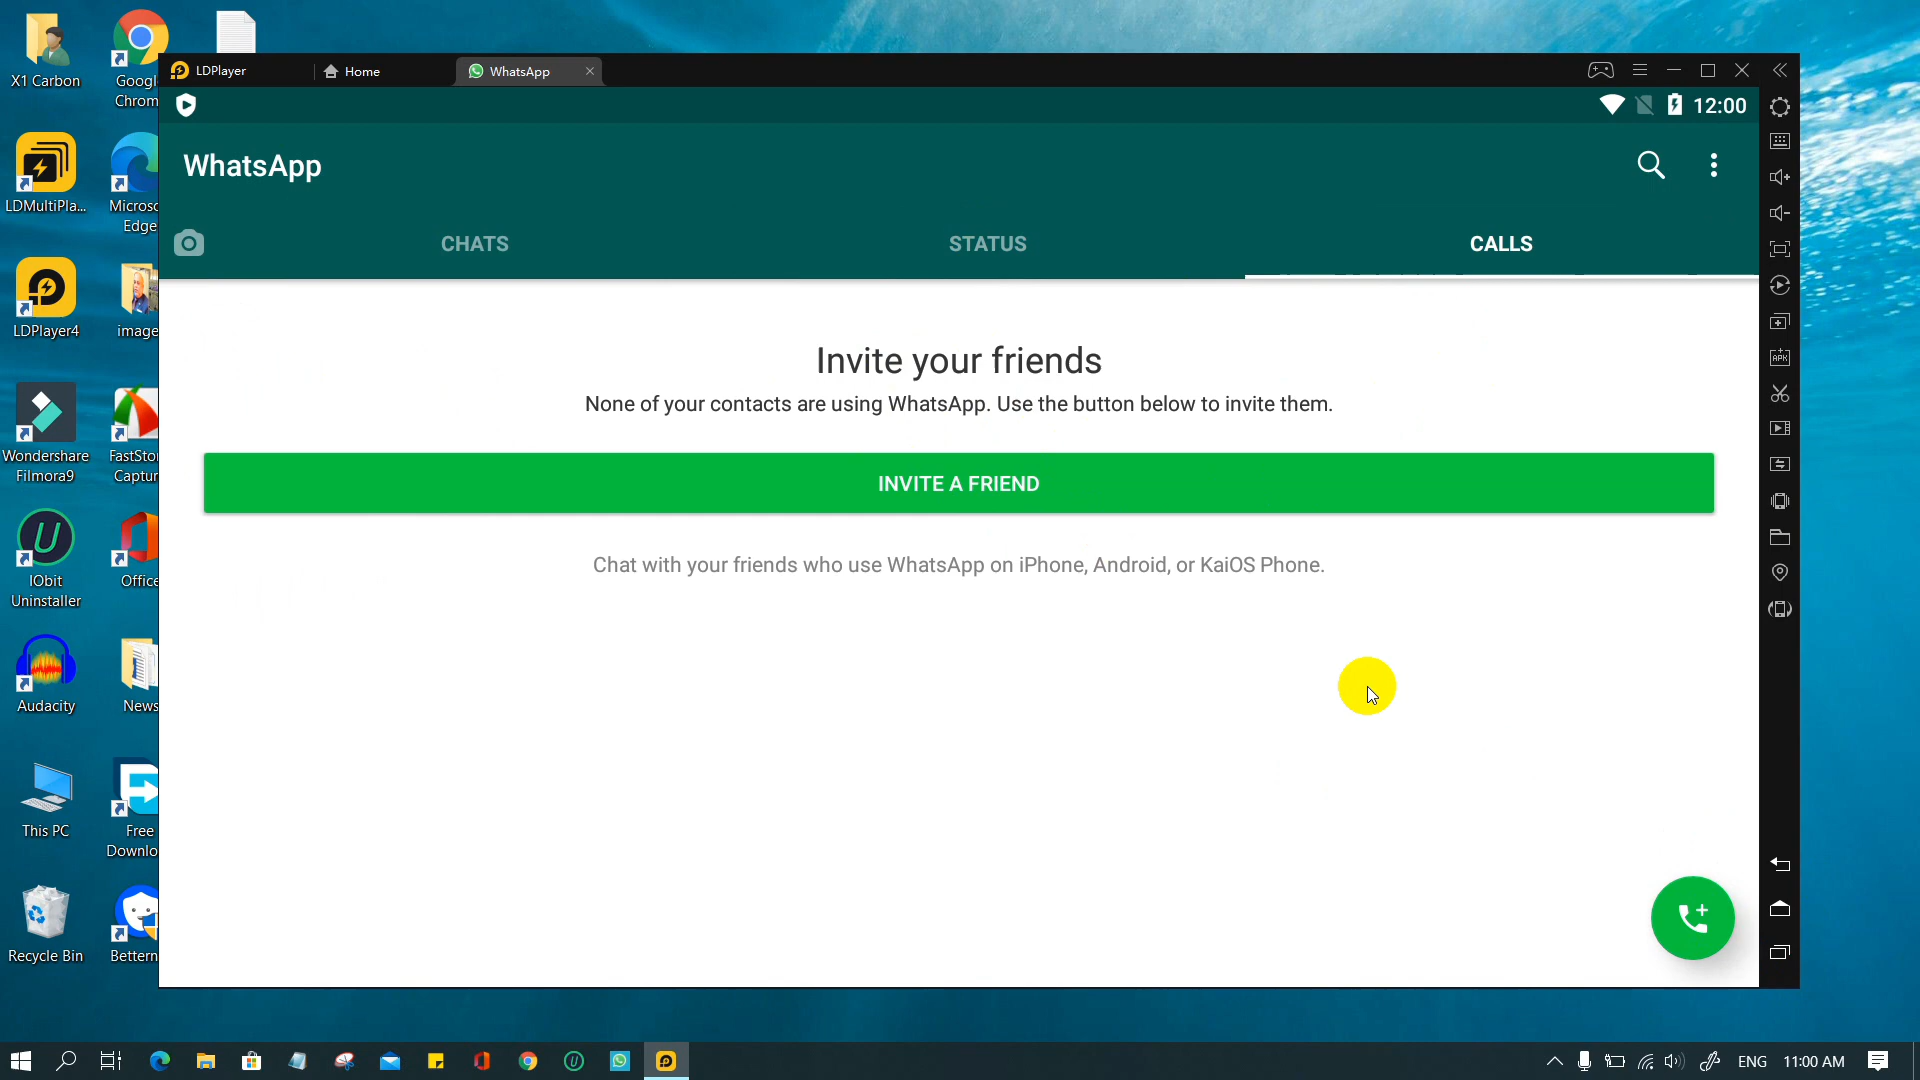 X1 Carbon
Googl
Chrom
LDPlayer
Home
WhatsApp
12:00
WhatsApp
CHATS
STATUS
CALLS
Invite your friends
None of your contacts are using WhatsApp. Use the button below to invite them.
INVITE A FRIEND
Chat with your friends who use WhatsApp on iPhone, Android, or KaiOS Phone.
LDMultiPla...
Microso
Edge
LDPlayer4
image
Wondershare
Filmora9
FastSto
Captur
IObit
Uninstaller
Office
Audacity
News
This PC
Free
Downlo
Recycle Bin
Bettern
APK
ENG
11:00 AM